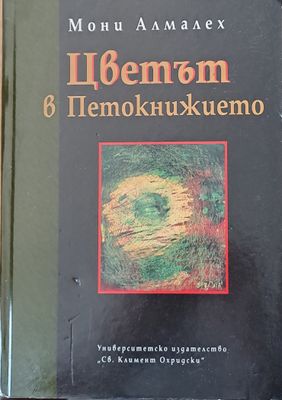 Мони Алмалех
Цветът
в Петокнижието
Университетско издателство
„Св. Климент Охридски“